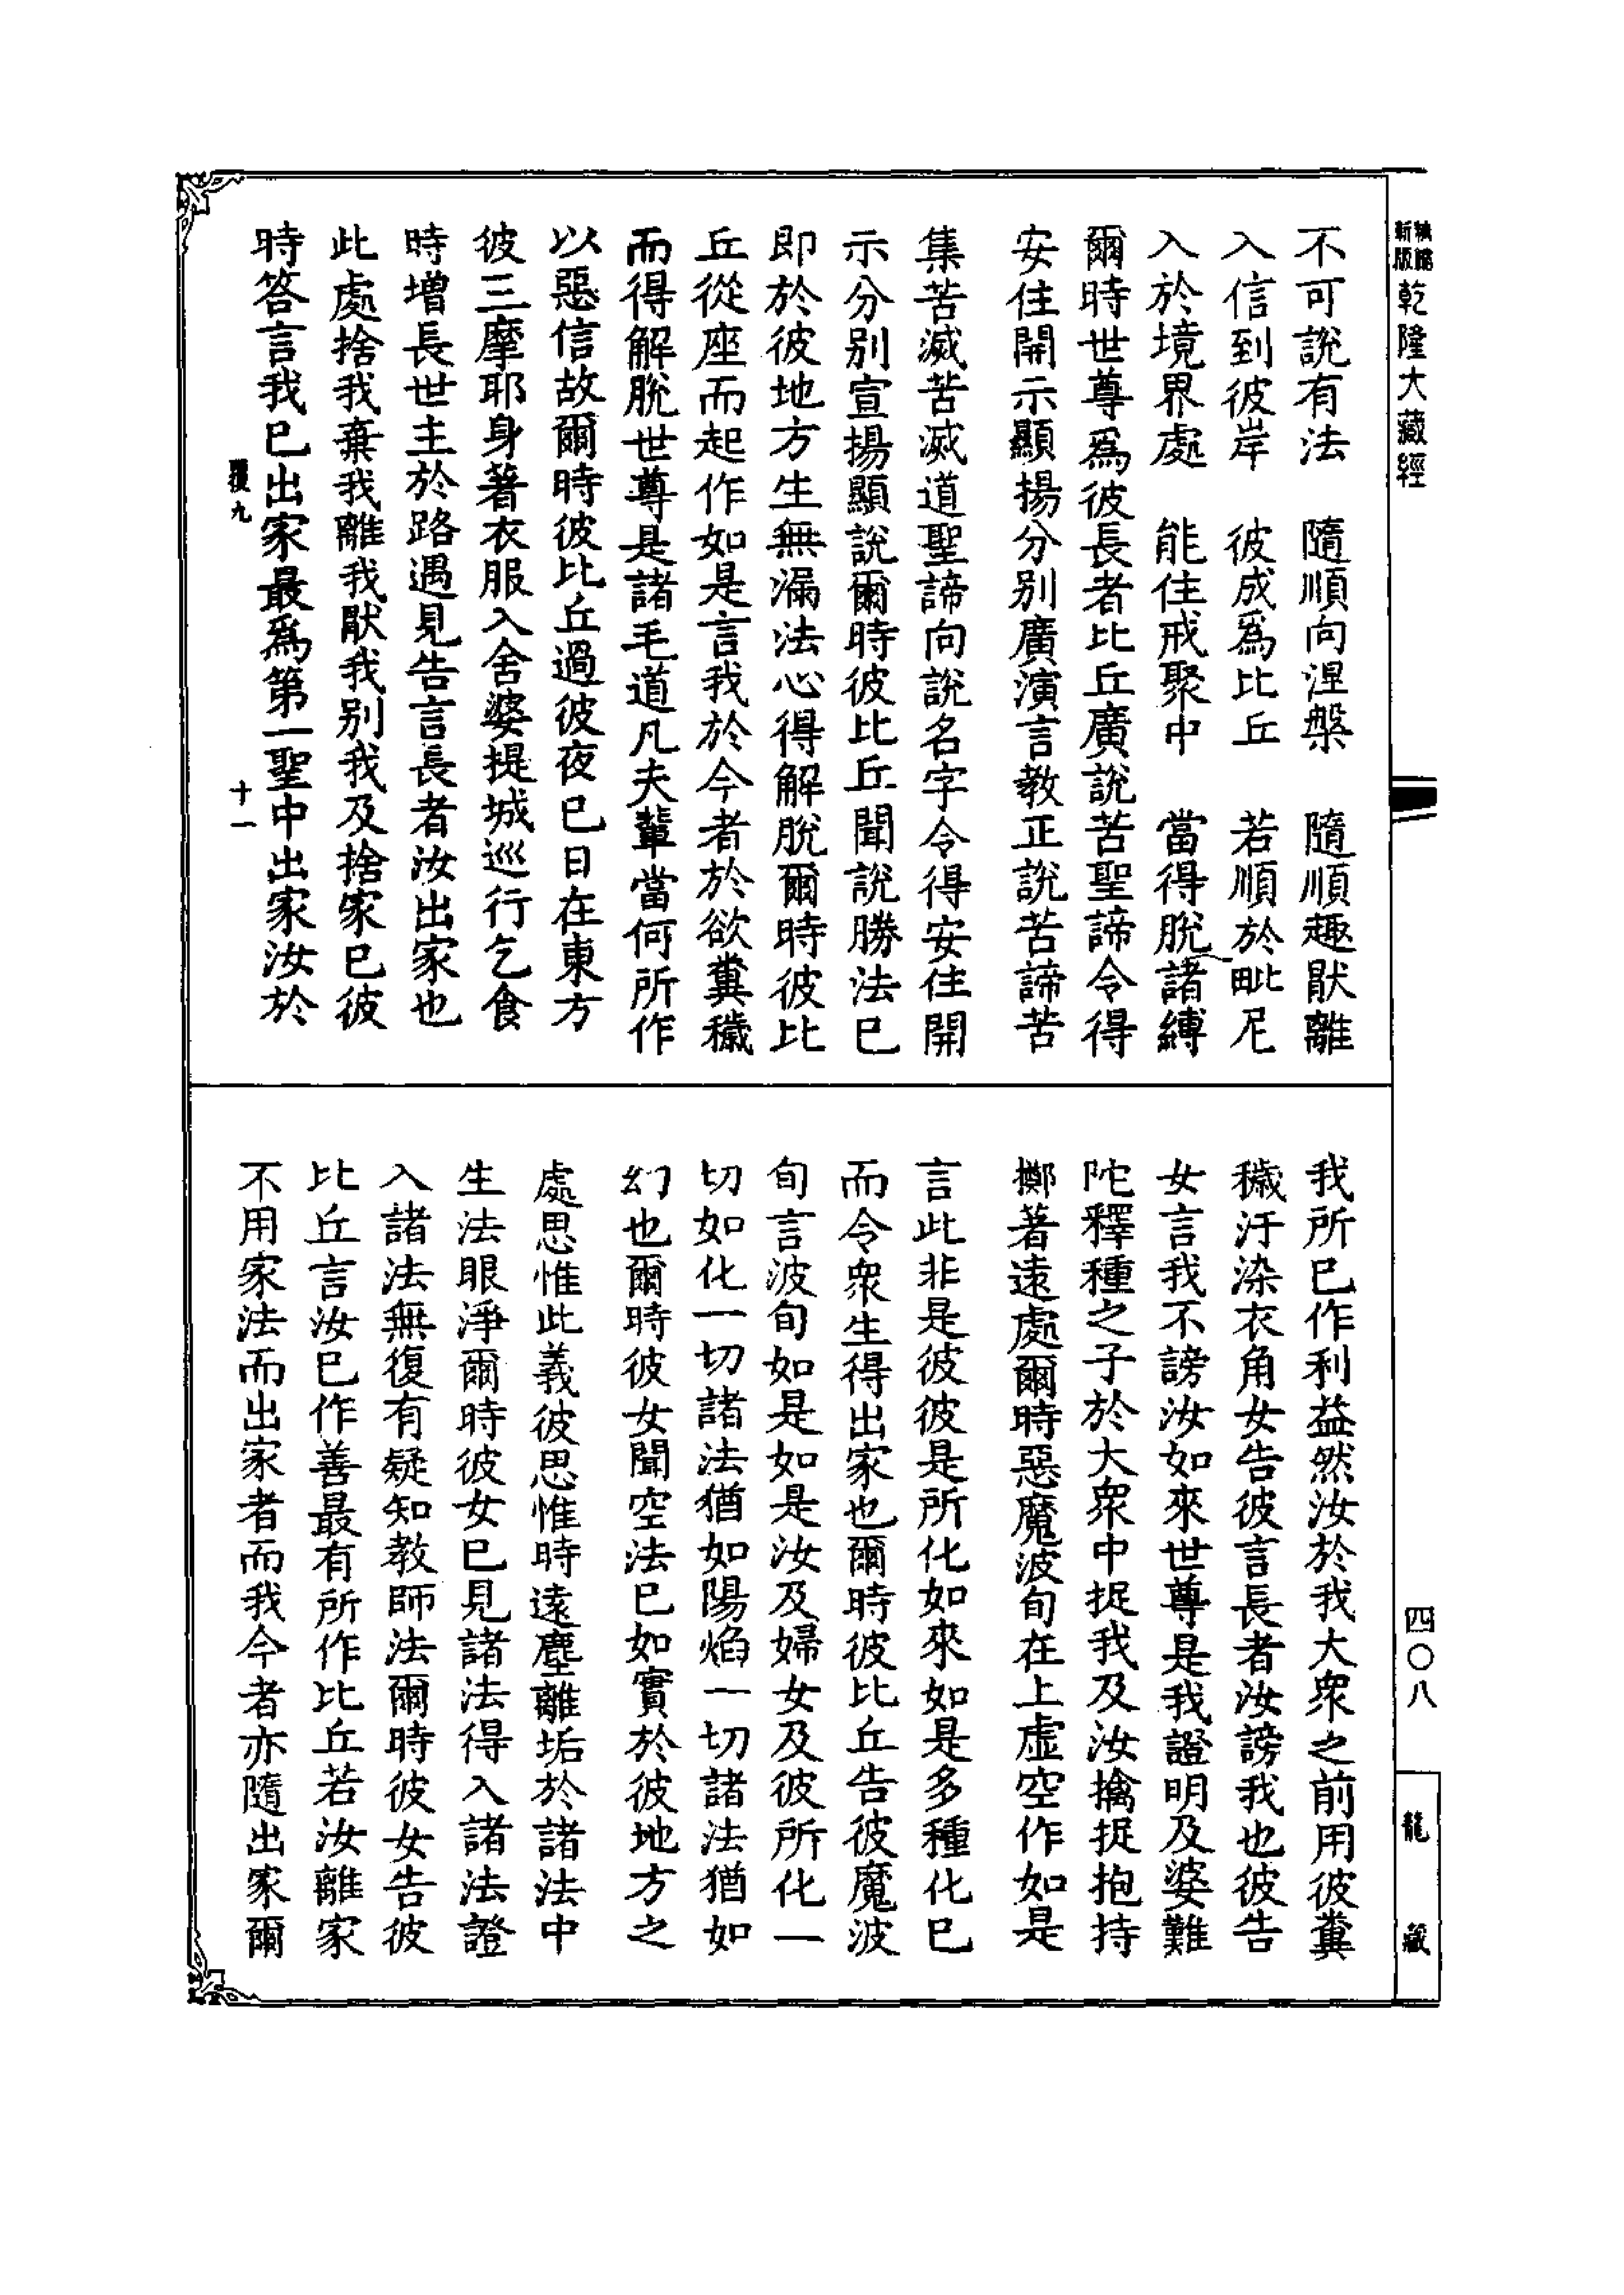 新版乾隆大藏經
不可說有法　隨順向涅槃　隨順趣猒離
入信到彼岸　彼成爲比丘　若順於毗尼
入於境界處　能住戒聚中　當得脫諸縛
爾時世尊爲彼長者比丘廣說苦聖諦令得
安住開示顯揚分別廣演言教正說苦諦苦
集苦滅苦滅道聖諦向說名字令得安住開
示分別宣揚顯說爾時彼比丘聞說勝法已
即於彼地方生無漏法心得解脫爾時彼比
丘從座而起作如是言我於今者於欲糞穢
而得解脫世尊是諸毛道凡夫輩當何所作
以惡信故爾時彼比丘過彼夜已日在東方
彼三摩耶身著衣服入舍婆提城巡行乞食
時增長世主於路遇見告言長者汝出家也
此處捨我棄我離我猒我別我及捨家已彼
時答言我已出家最爲第一聖中出家汝於
覆九　十一
我所已作利益然汝於我大衆之前用彼糞
穢汙染衣角女告彼言長者汝謗我也彼告
女言我不謗汝如來世尊是我證明及婆難
陀釋種之子於大衆中捉我及汝擒捉抱持
擲著遠處爾時惡魔波旬在上虛空作如是
言此非是彼彼是所化如來如是多種化已
而令衆生得出家也爾時彼比丘告彼魔波
旬言波旬如是如是汝及婦女及彼所化一
切如化一切諸法猶如陽焰一切諸法猶如
幻也爾時彼女聞空法已如實於彼地方之
處思惟此義彼思惟時遠塵離垢於諸法中
生法眼淨爾時彼女已見諸法得入諸法證
入諸法無復有疑知教師法爾時彼女告彼
比丘言汝已作善最有所作比丘若汝離家
不用家法而出家者而我今者亦隨出家爾
四〇八
龍藏